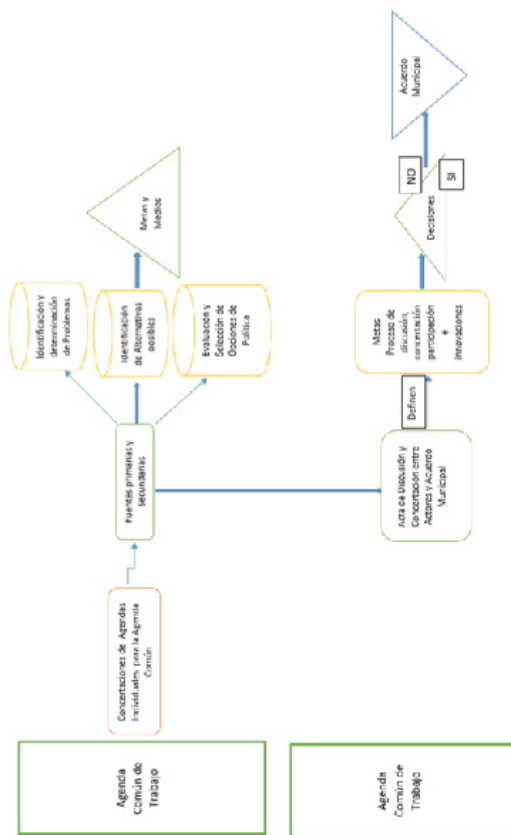 Agenda
Común de
Trabajo
Concertaciones de Agendas
Individuales para la Agenda
Común
Fuentes primarias y
Secundarias
Identificación y
determinación
de Problemas
Identificación
de Alternativas
posibles
Evaluación y
Selección de
Opciones de
Política
Metas y
Medios
Agenda
Común de
Trabajo
Acta de Discusión y
Concertación entre
Actores y Acuerdo
Municipal
Definen
Metas
Proceso de
discusión,
concertación
participación
e
innovaciones
Decisiones
NO
SI
Acuerdo
Municipal